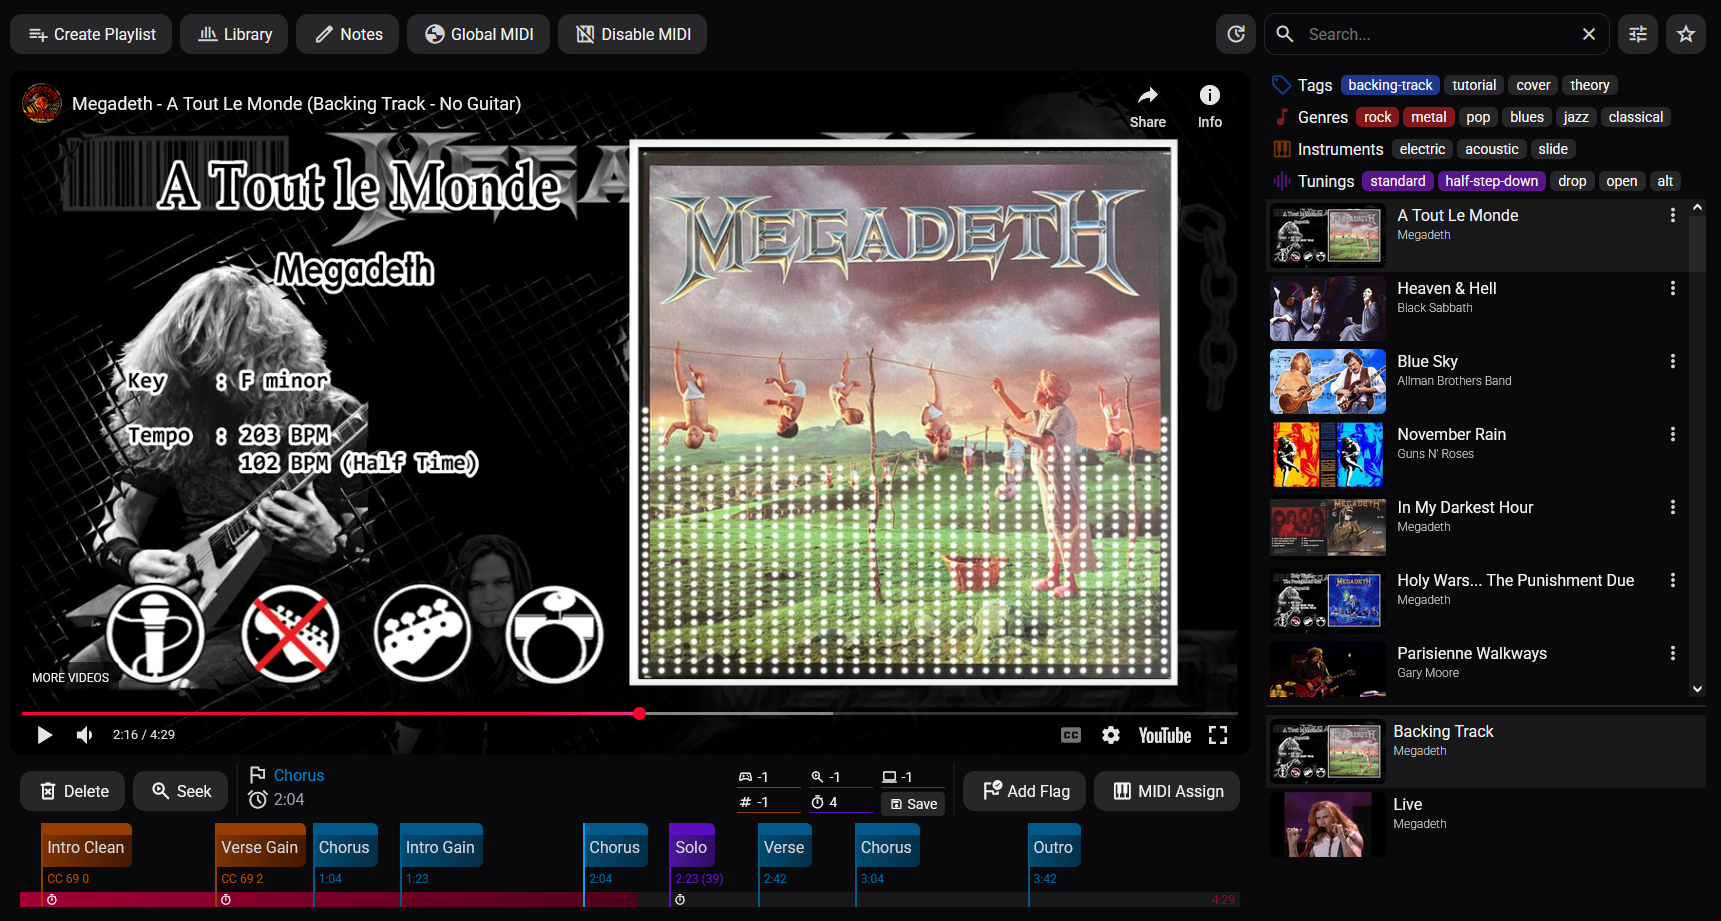 Create Playlist
Library
Notes
Global MIDI
Disable MIDI
Search...
Megadeth - A Tout Le Monde (Backing Track - No Guitar)
Share
Info
A Tout le Monde
Megadeth
Key : F minor
Tempo : 203 BPM
102 BPM (Half Time)
MEGADETH
MORE VIDEOS
2:16 / 4:29
CC
YouTube
Tags backing-track tutorial cover theory
Genres rock metal pop blues jazz classical
Instruments electric acoustic slide
Tunings standard half-step-down drop open alt
A Tout Le Monde
Megadeth
Heaven & Hell
Black Sabbath
Blue Sky
Allman Brothers Band
November Rain
Guns N' Roses
In My Darkest Hour
Megadeth
Holy Wars... The Punishment Due
Megadeth
Parisienne Walkways
Gary Moore
Backing Track
Megadeth
Live
Megadeth
Delete
Seek
Chorus
2:04
-1
-1
-1
# -1
4
Save
Add Flag
MIDI Assign
Intro Clean
Verse Gain
Chorus
Intro Gain
Chorus
Solo
Verse
Chorus
Outro
CC 69 0
CC 69 2
1:04
1:23
2:04
2:23 (39)
2:42
3:04
3:42
4:29